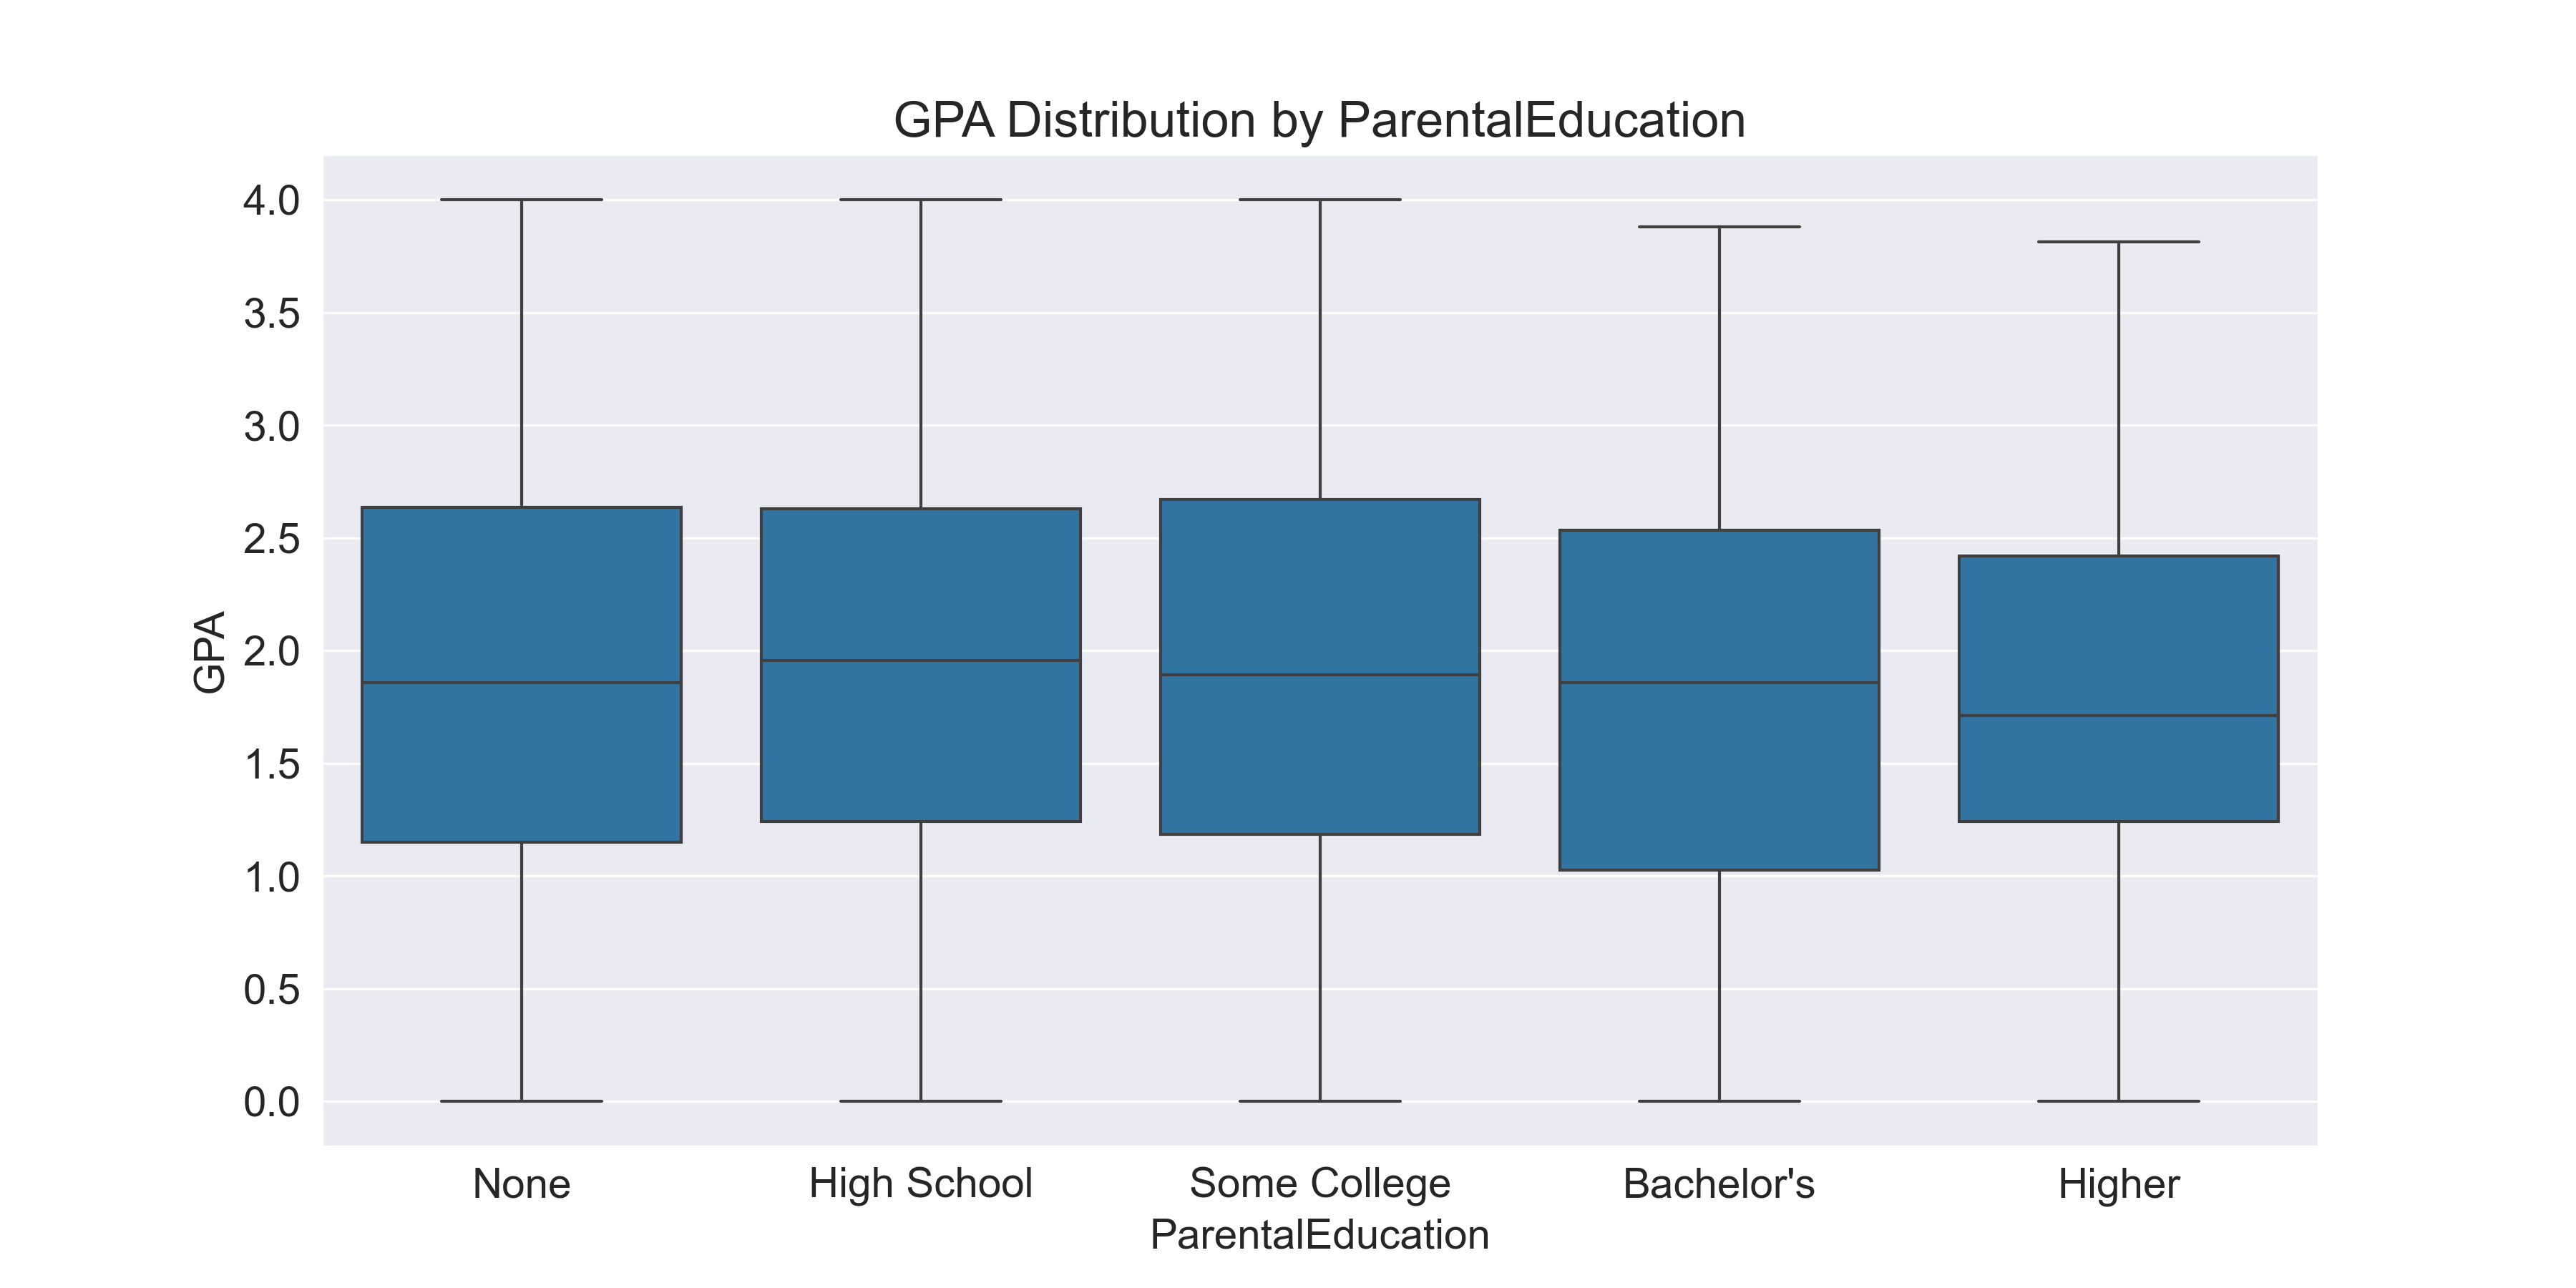 GPA Distribution by ParentalEducation
GPA
4.0
3.5
3.0
2.5
2.0
1.5
1.0
0.5
0.0
None
High School
Some College
Bachelor's
Higher
ParentalEducation